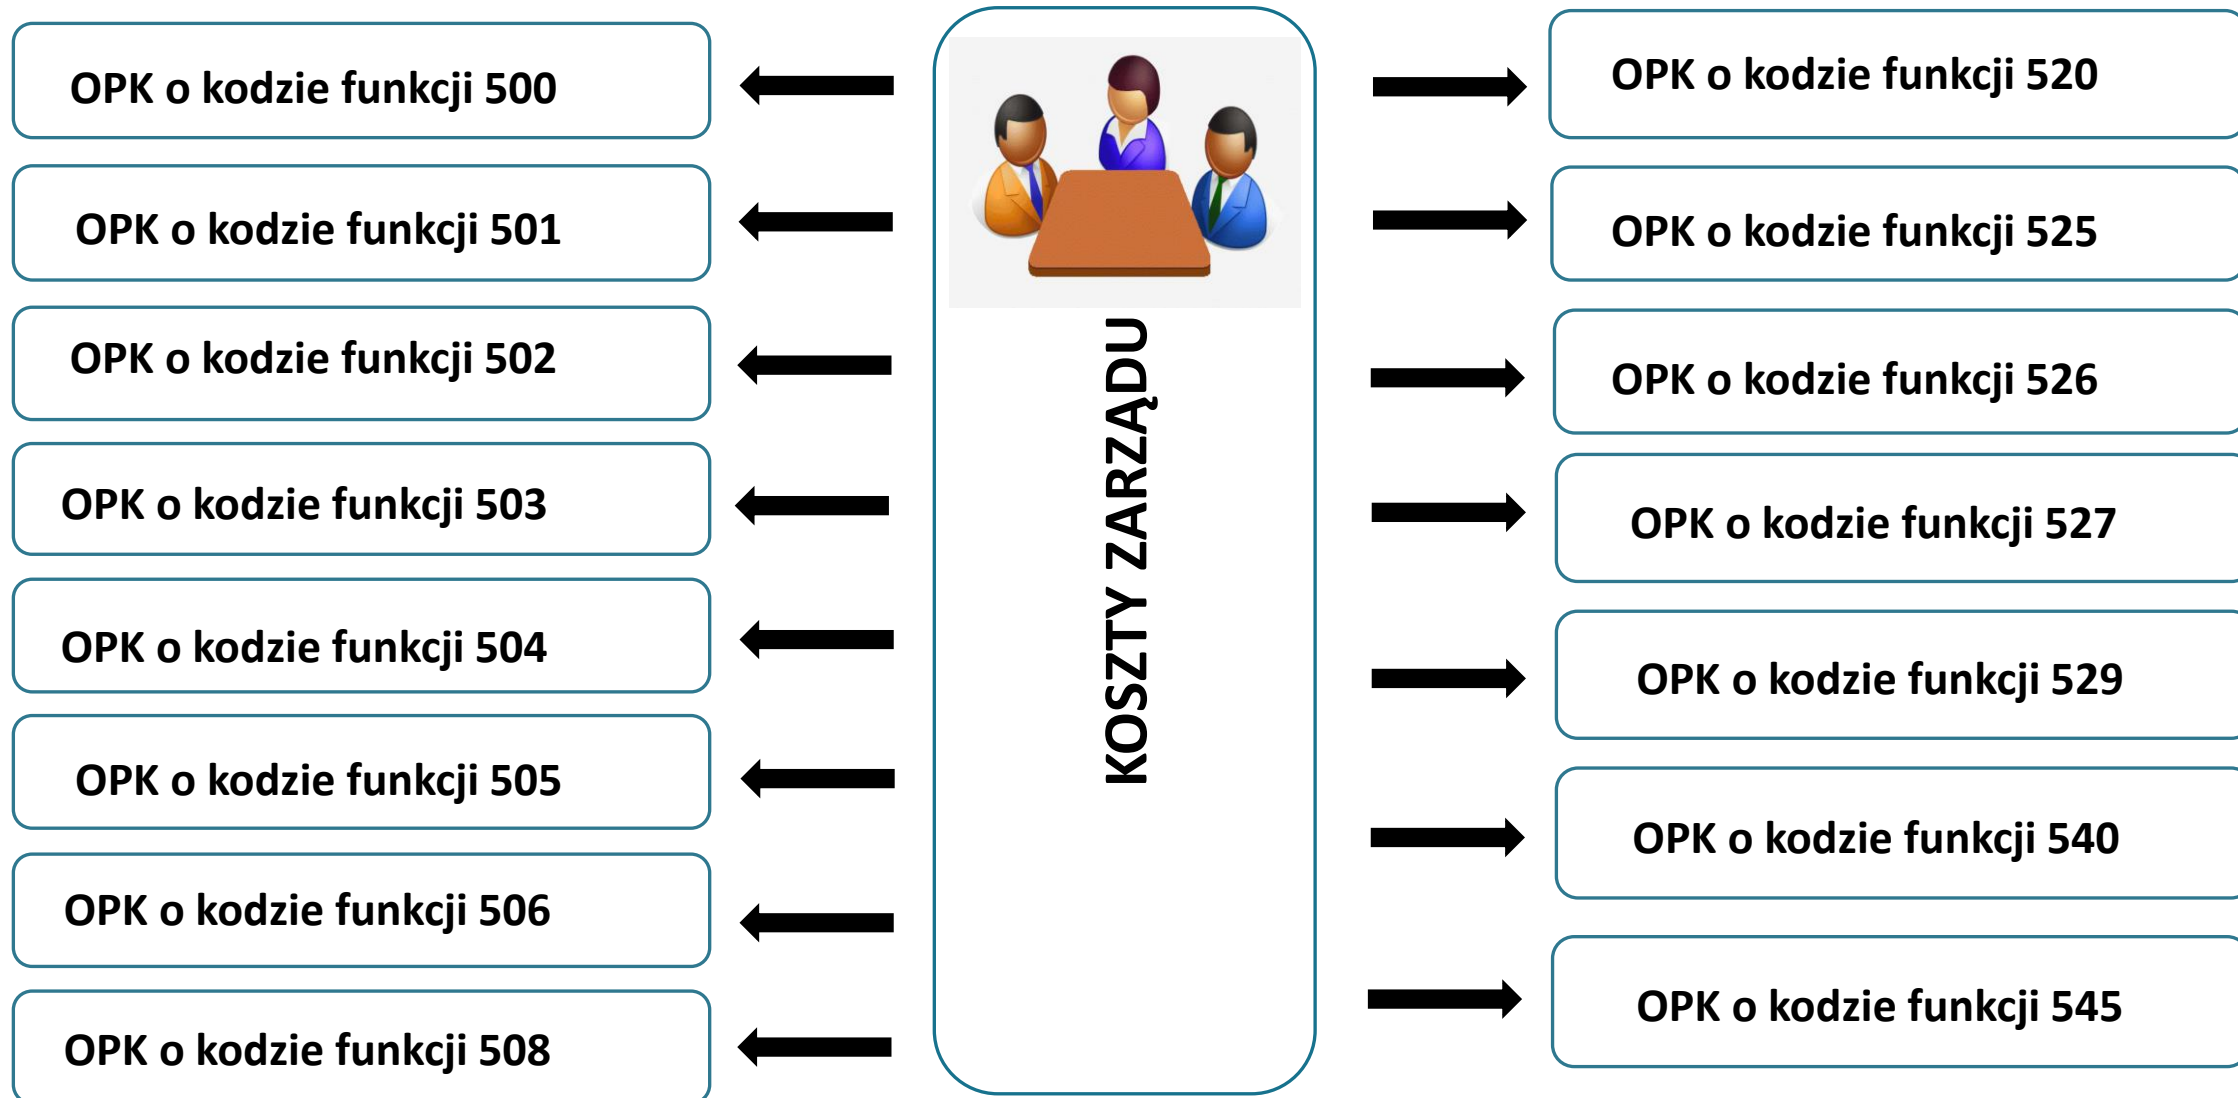 OPK o kodzie funkcji 500
OPK o kodzie funkcji 501
OPK o kodzie funkcji 502
OPK o kodzie funkcji 503
OPK o kodzie funkcji 504
OPK o kodzie funkcji 505
OPK o kodzie funkcji 506
OPK o kodzie funkcji 508
KOSZTY ZARZĄDU
OPK o kodzie funkcji 520
OPK o kodzie funkcji 525
OPK o kodzie funkcji 526
OPK o kodzie funkcji 527
OPK o kodzie funkcji 529
OPK o kodzie funkcji 540
OPK o kodzie funkcji 545